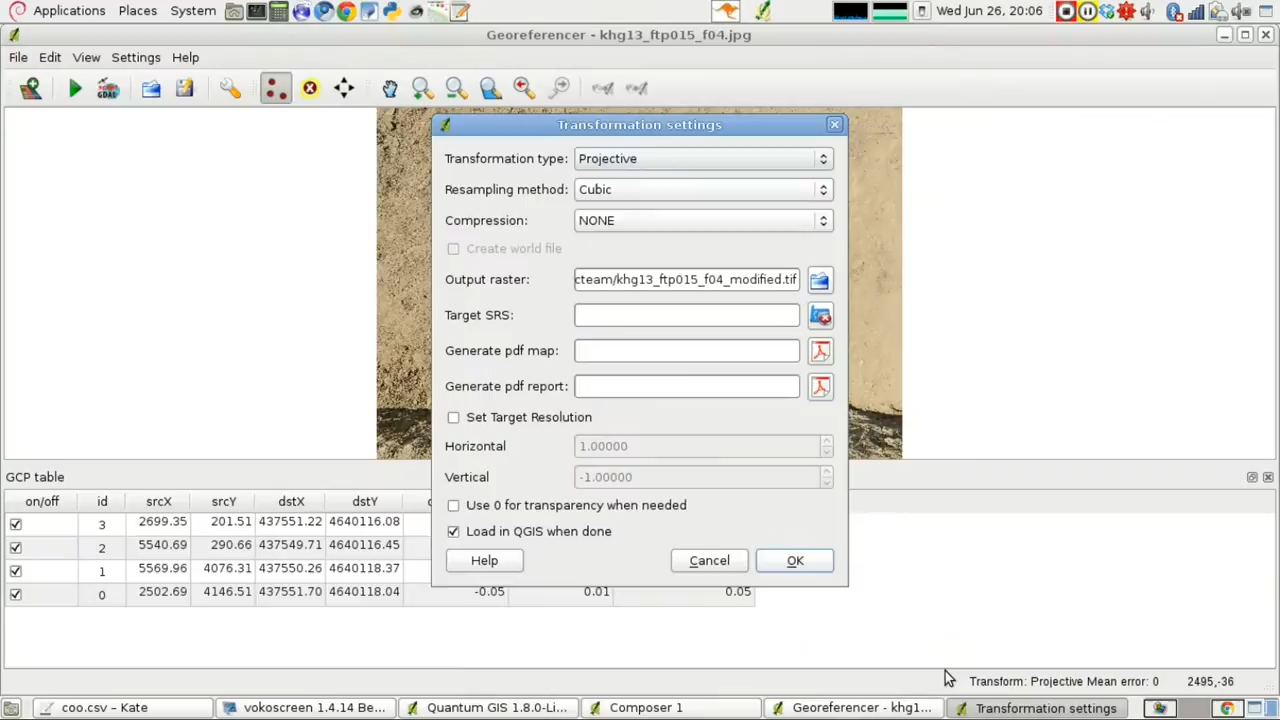 Applications Places System Wed Jun 26, 20:06
Georeferencer - khg13_ftp015_f04.jpg
File Edit View Settings Help
Transformation settings
Transformation type: Projective
Resampling method: Cubic
Compression: NONE
Create world file
Output raster: cteam/khg13_ftp015_f04_modified.tif
Target SRS:
Generate pdf map:
Generate pdf report:
Set Target Resolution
Horizontal 1.00000
Vertical -1.00000
Use 0 for transparency when needed
Load in QGIS when done
Help Cancel OK
GCP table
on/off id srcX srcY dstX dstY
3 2699.35 201.51 437551.22 4640116.08
2 5540.69 290.66 437549.71 4640116.45
1 5569.96 4076.31 437550.26 4640118.37
0 2502.69 4146.51 437551.70 4640118.04 -0.05 0.01 0.05
Transform: Projective Mean error: 0 2495,-36
coo.csv – Kate vokoscreen 1.4.14 Be... Quantum GIS 1.8.0-Li... Composer 1 Georeferencer - khg1... Transformation settings